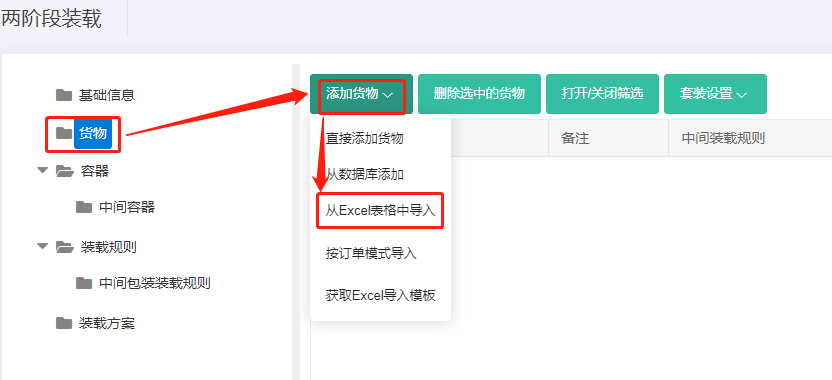 两阶段装载
基础信息
货物
容器
中间容器
装载规则
中间包装装载规则
装载方案
添加货物 删除选中的货物 打开/关闭筛选 套装设置
备注 中间装载规则
直接添加货物
从数据库添加
从Excel表格中导入
按订单模式导入
获取Excel导入模板